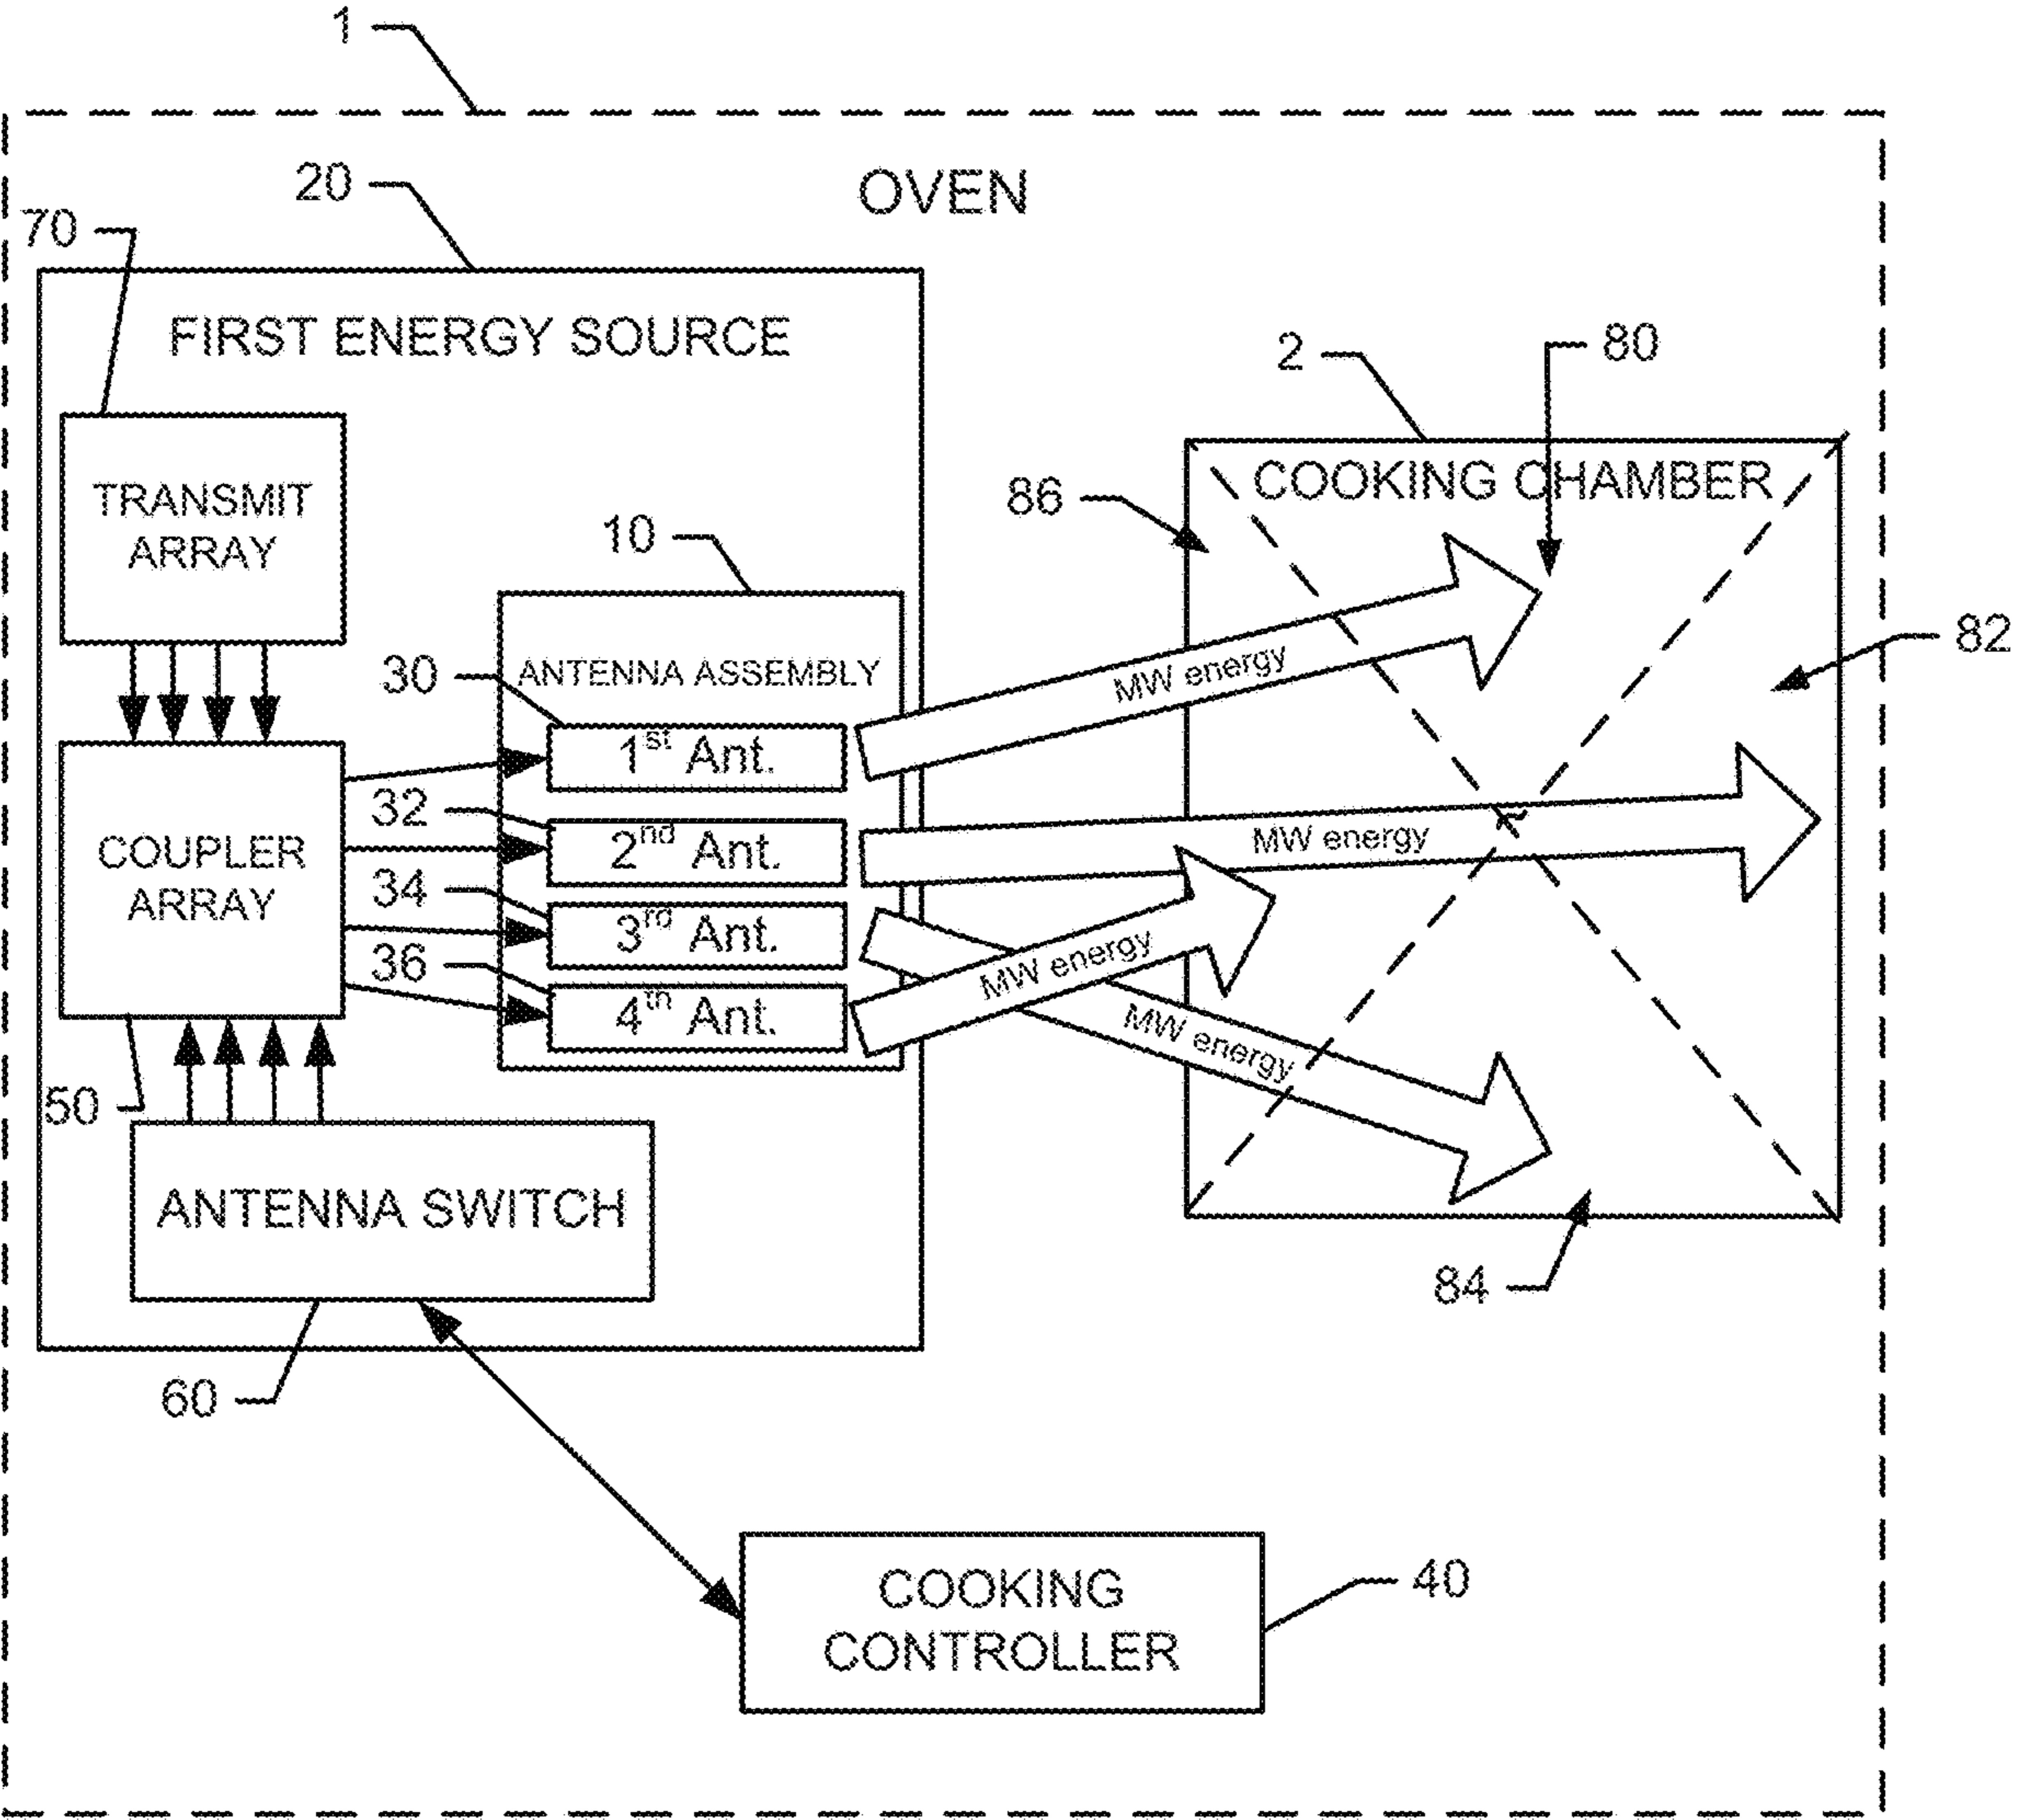 1
OVEN
20
70
FIRST ENERGY SOURCE
TRANSMIT
ARRAY
10
ANTENNA ASSEMBLY
30
1st Ant.
32
2nd Ant.
34
3rd Ant.
36
4th Ant.
COUPLER
ARRAY
50
ANTENNA SWITCH
60
2
80
COOKING CHAMBER
86
82
MW energy
MW energy
MW energy
MW energy
84
COOKING
CONTROLLER
40